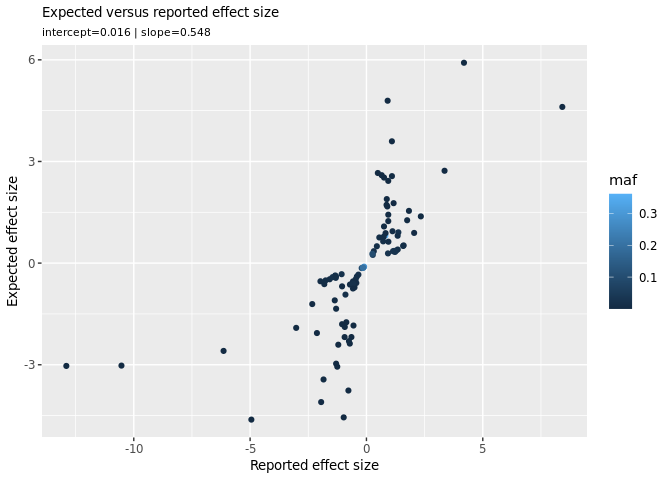 Expected versus reported effect size
intercept=0.016 | slope=0.548
6
3
0
-3
Expected effect size
-10
-5
0
5
Reported effect size
maf
0.3
0.2
0.1